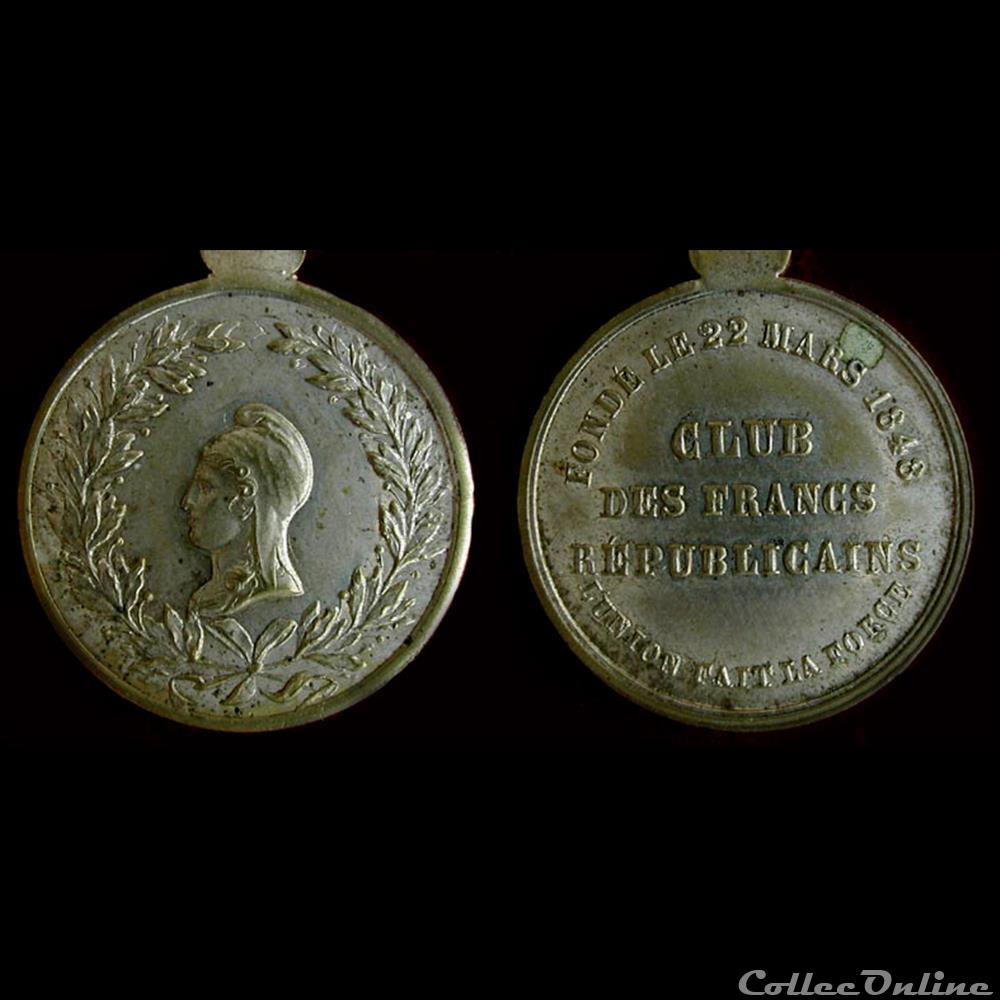 FONDÉ LE 22 MARS 1848
CLUB
DES FRANCS
RÉPUBLICAINS
L'UNION FAIT LA FORCE
CollecOnline